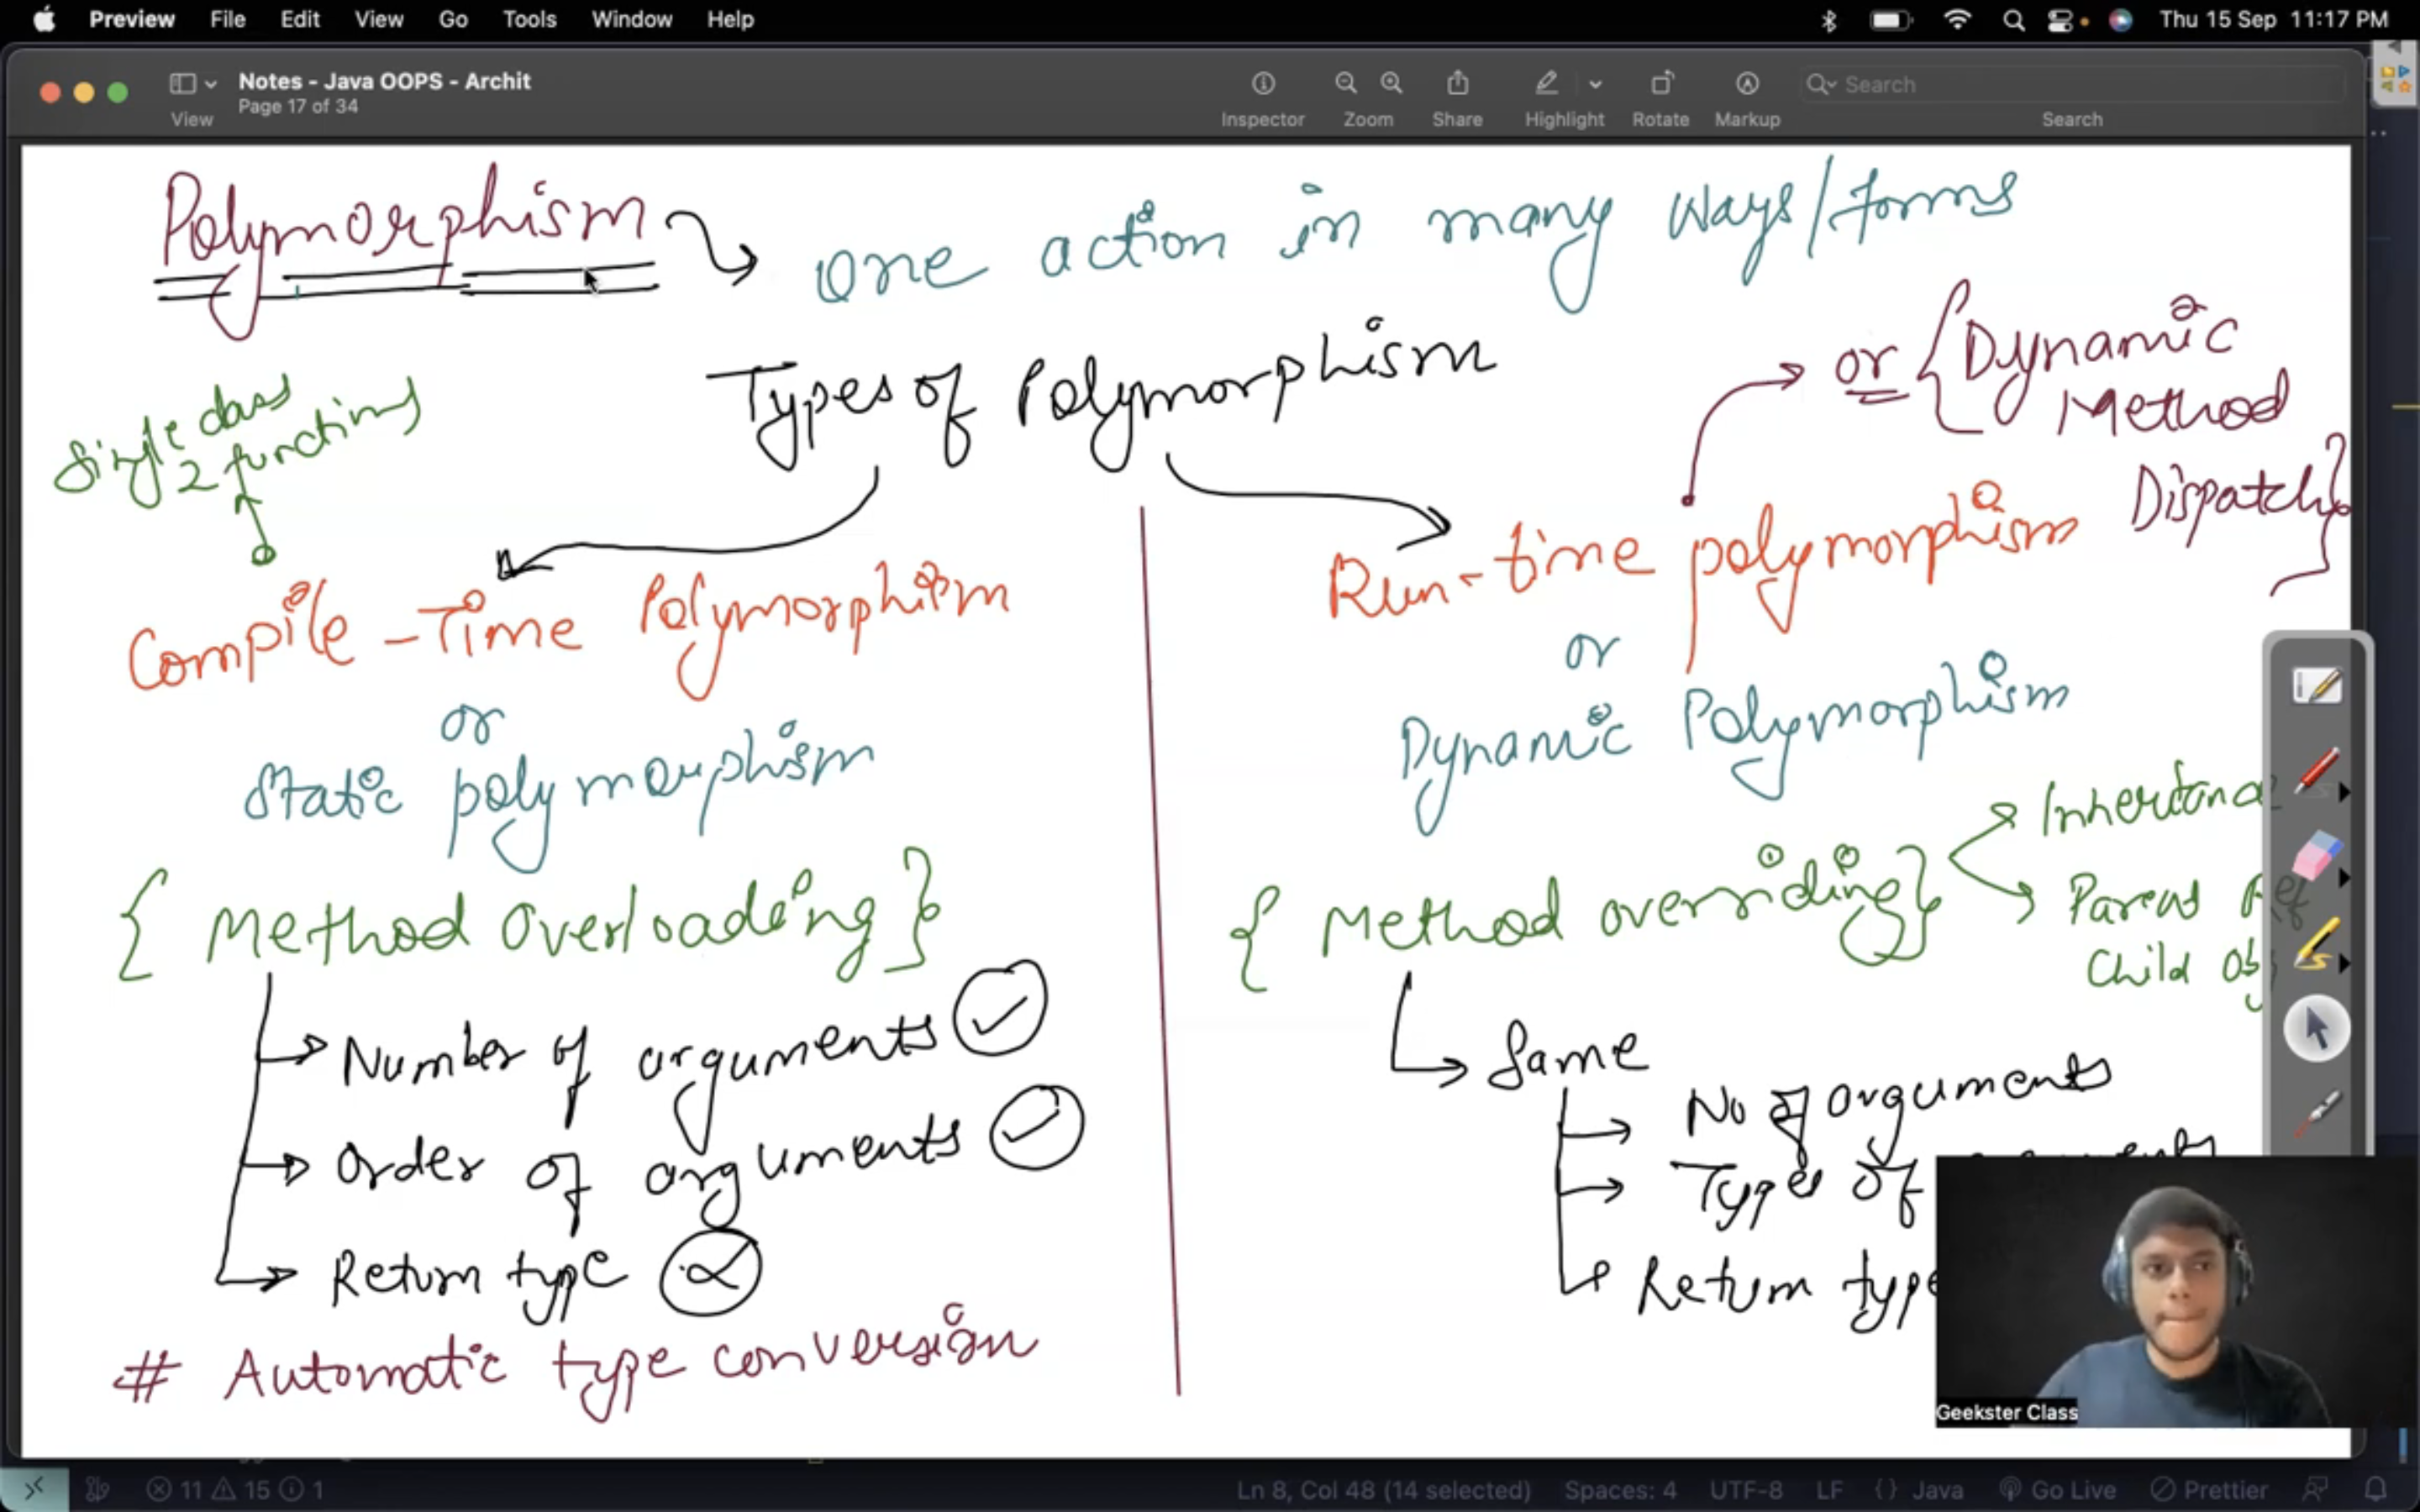 Preview File Edit View Go Tools Window Help Thu 15 Sep 11:17 PM
Notes - Java OOPS - Archit
Page 17 of 34
View Inspector Zoom Share Highlight Rotate Markup Search
Search
Polymorphism one action in many ways/forms
Types of Polymorphism
or {Dynamic
Method
Dispatch}
Single class
2 functions
Compile-Time Polymorphism
or
Static polymorphism
{ Method Overloading }
Number of arguments
Order of arguments
Return type
# Automatic type conversion
Run-time polymorphism
or
Dynamic Polymorphism
{ Method overriding}
Inheritance
Parent Ref
Child Obj
Same
No of arguments
Types of
Return type
Geekster Class
11 15 1 Ln 8, Col 48 (14 selected) Spaces: 4 UTF-8 LF {} Java Go Live Prettier